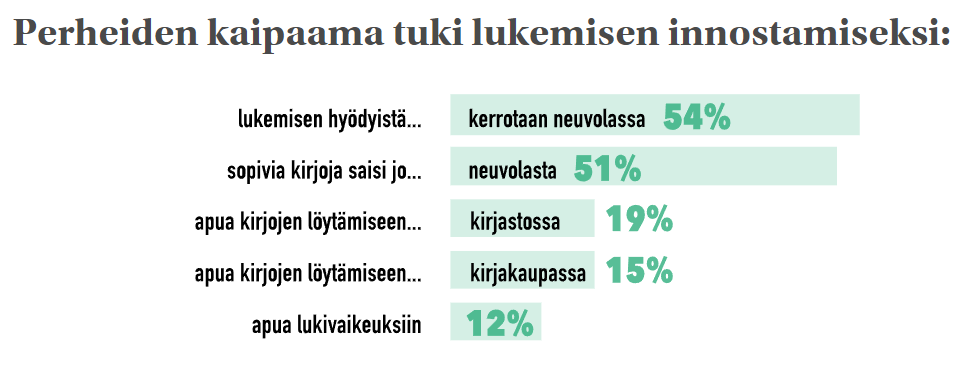 Perheiden kaipaama tuki lukemisen innostamiseksi:
lukemisen hyödyistä... kerrotaan neuvolassa 54%
sopivia kirjoja saisi jo... neuvolasta 51%
apua kirjojen löytämiseen... kirjastossa 19%
apua kirjojen löytämiseen... kirjakaupassa 15%
apua lukivaikeuksiin 12%